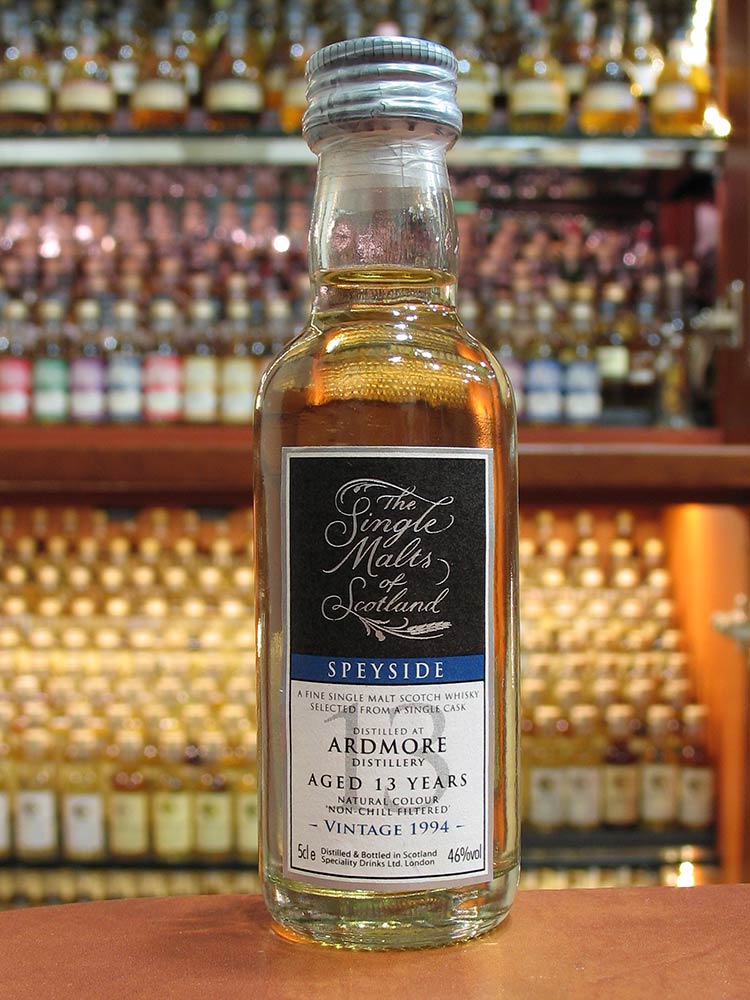 The
Single
Malts
of
Scotland
SPEYSIDE
A FINE SINGLE MALT SCOTCH WHISKY
SELECTED FROM A SINGLE CASK
13
DISTILLED AT
ARDMORE
DISTILLERY
AGED 13 YEARS
NATURAL COLOUR
'NON-CHILL FILTERED'
- VINTAGE 1994 -
5cl e Distilled & Bottled in Scotland 46%vol
Speciality Drinks Ltd. London